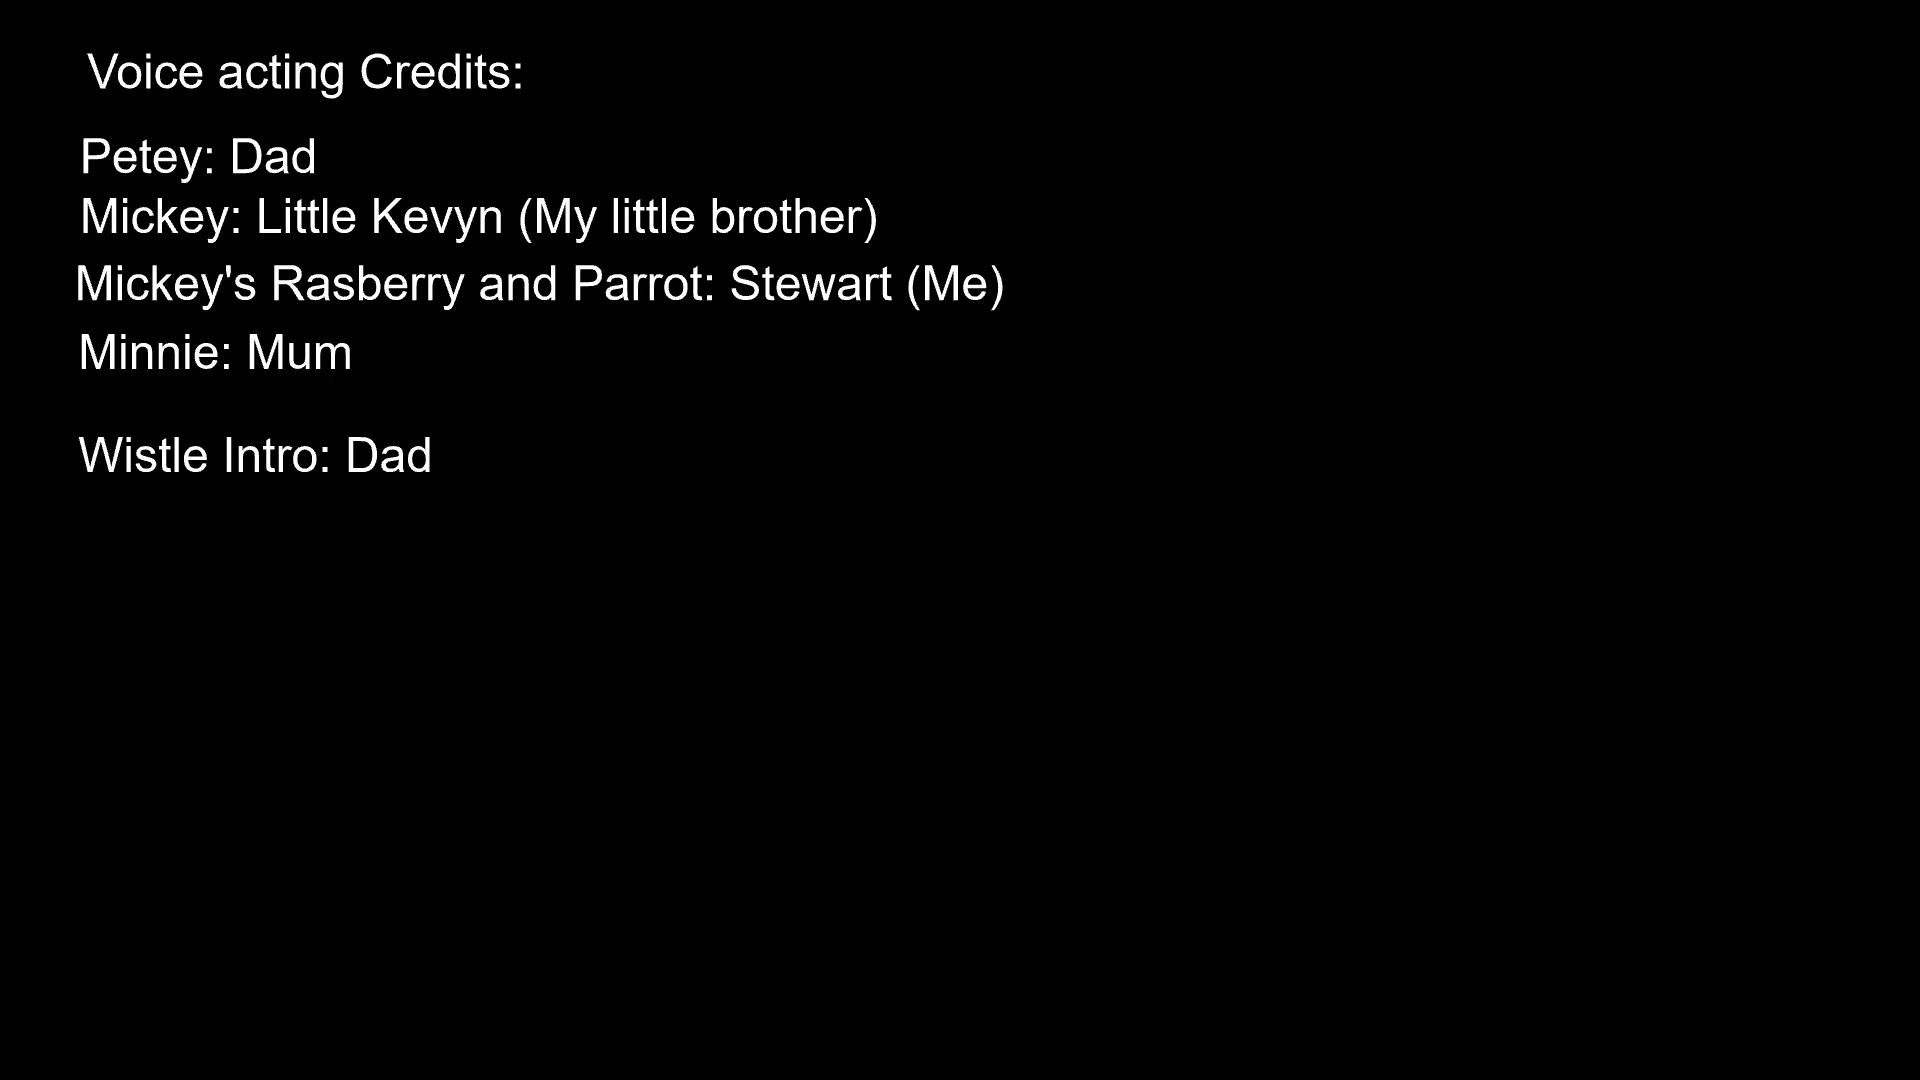 Voice acting Credits:
Petey: Dad
Mickey: Little Kevyn (My little brother)
Mickey's Rasberry and Parrot: Stewart (Me)
Minnie: Mum
Wistle Intro: Dad